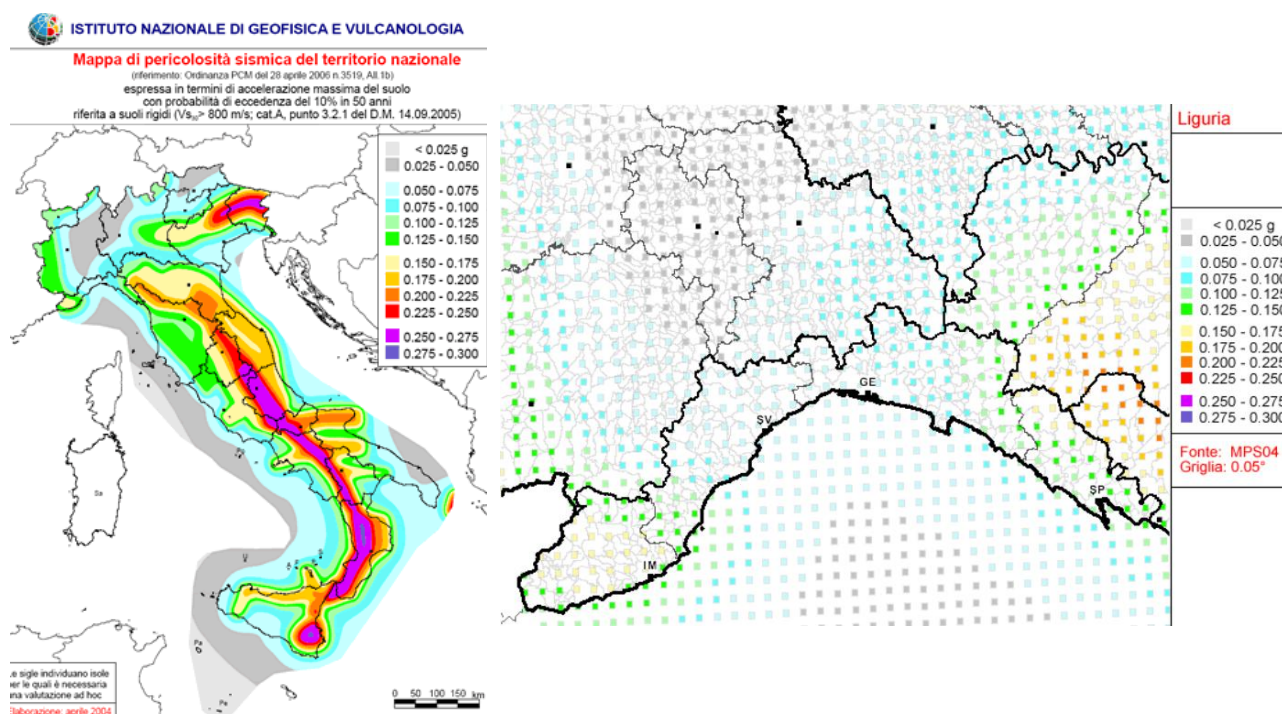 ISTITUTO NAZIONALE DI GEOFISICA E VULCANOLOGIA
Mappa di pericolosità sismica del territorio nazionale
(riferimento: Ordinanza PCM del 28 aprile 2006 n.3519, All.1b)
espressa in termini di accelerazione massima del suolo
con probabilità di eccedenza del 10% in 50 anni
riferita a suoli rigidi (Vs₃₀> 800 m/s; cat.A, punto 3.2.1 del D.M. 14.09.2005)
< 0.025 g
0.025 - 0.050
0.050 - 0.075
0.075 - 0.100
0.100 - 0.125
0.125 - 0.150
0.150 - 0.175
0.175 - 0.200
0.200 - 0.225
0.225 - 0.250
0.250 - 0.275
0.275 - 0.300
Sa
Pa
Pe
U
le sigle individuano isole
per le quali è necessaria
una valutazione ad hoc
Elaborazione: aprile 2004
0 50 100 150 km
Liguria
< 0.025 g
0.025 - 0.050
0.050 - 0.075
0.075 - 0.100
0.100 - 0.125
0.125 - 0.150
0.150 - 0.175
0.175 - 0.200
0.200 - 0.225
0.225 - 0.250
0.250 - 0.275
0.275 - 0.300
Fonte: MPS04
Griglia: 0.05°
GE
SV
SP
IM